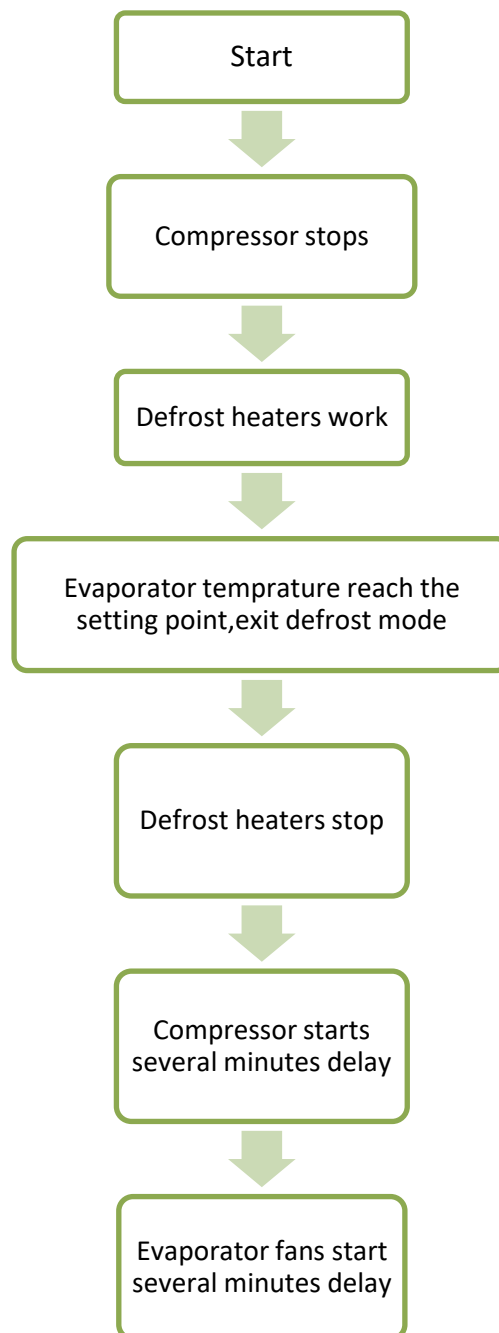 Start
Compressor stops
Defrost heaters work
Evaporator temprature reach the
setting point,exit defrost mode
Defrost heaters stop
Compressor starts
several minutes delay
Evaporator fans start
several minutes delay